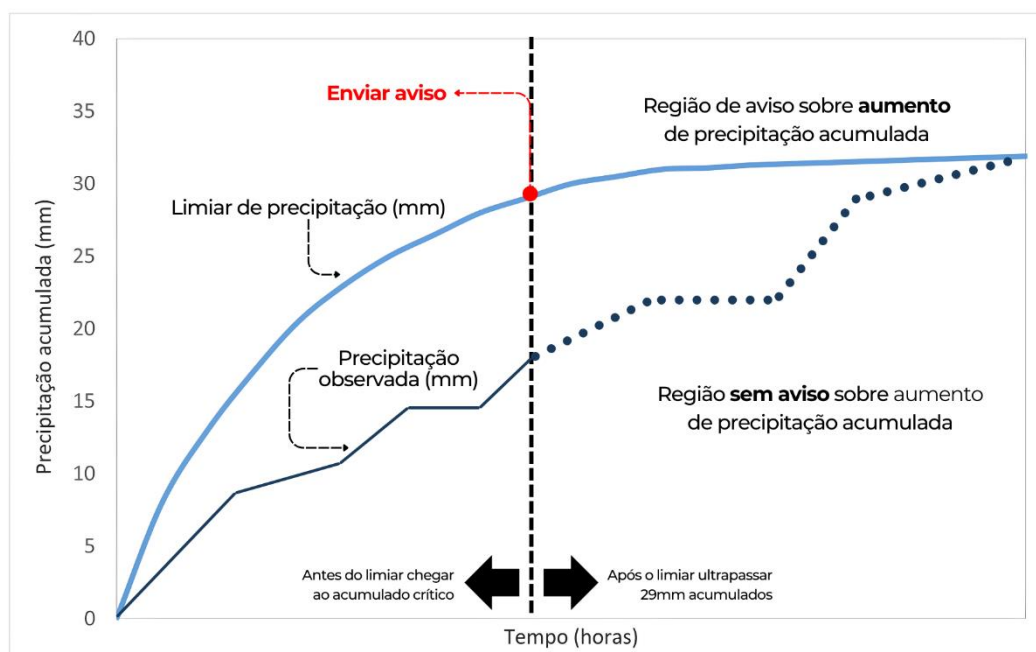 40
35
30
25
20
15
10
5
0
Precipitação acumulada (mm)
Enviar aviso
Região de aviso sobre aumento
de precipitação acumulada
Limiar de precipitação (mm)
Precipitação
observada (mm)
Região sem aviso sobre aumento
de precipitação acumulada
Antes do limiar chegar
ao acumulado crítico
Após o limiar ultrapassar
29mm acumulados
Tempo (horas)